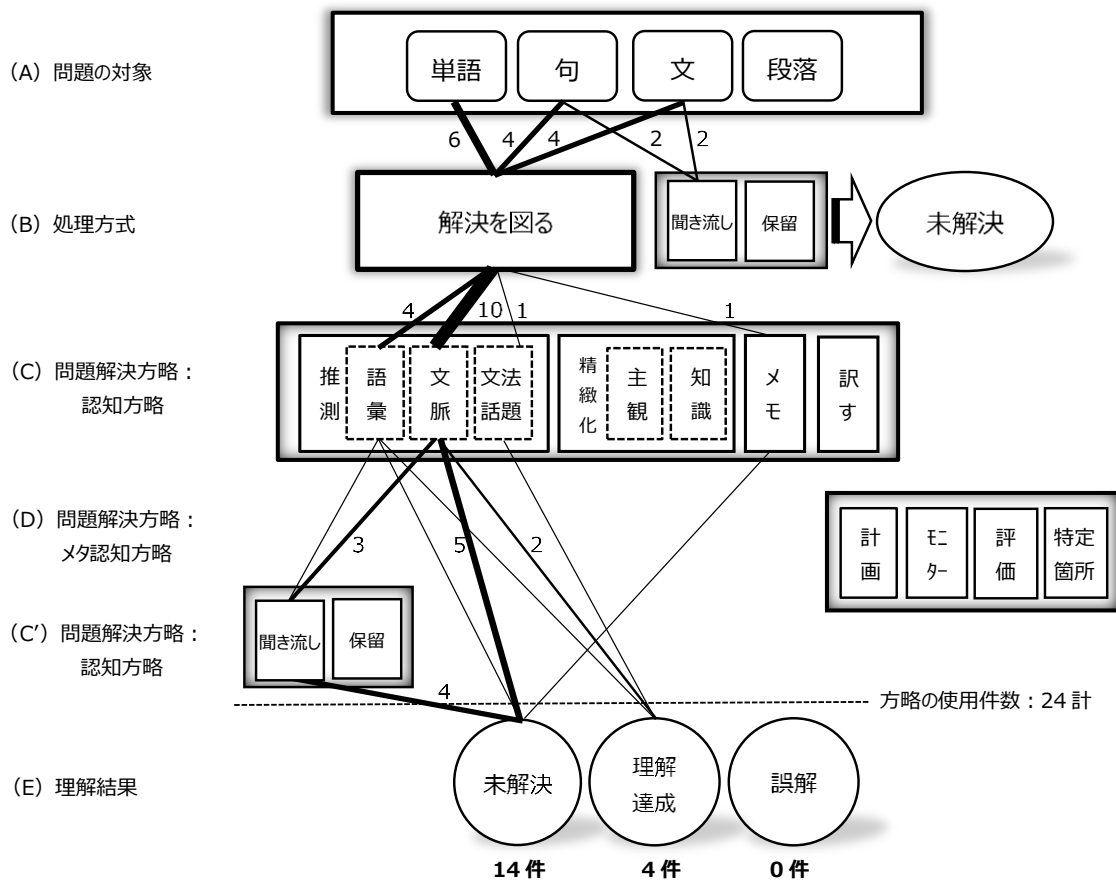 (A) 問題の対象
単語
句
文
段落
6
4
4
2
2
(B) 処理方式
解決を図る
聞き流し
保留
未解決
4
10
1
1
(C) 問題解決方略：
認知方略
推測
語彙
文脈
文法
話題
精緻化
主観
知識
メモ
訳す
(D) 問題解決方略：
メタ認知方略
3
5
2
計画
ﾓﾆ
ﾀｰ
評価
特定
箇所
(C′) 問題解決方略：
認知方略
聞き流し
保留
4
方略の使用件数：24 計
(E) 理解結果
未解決
理解
達成
誤解
14 件
4 件
0 件